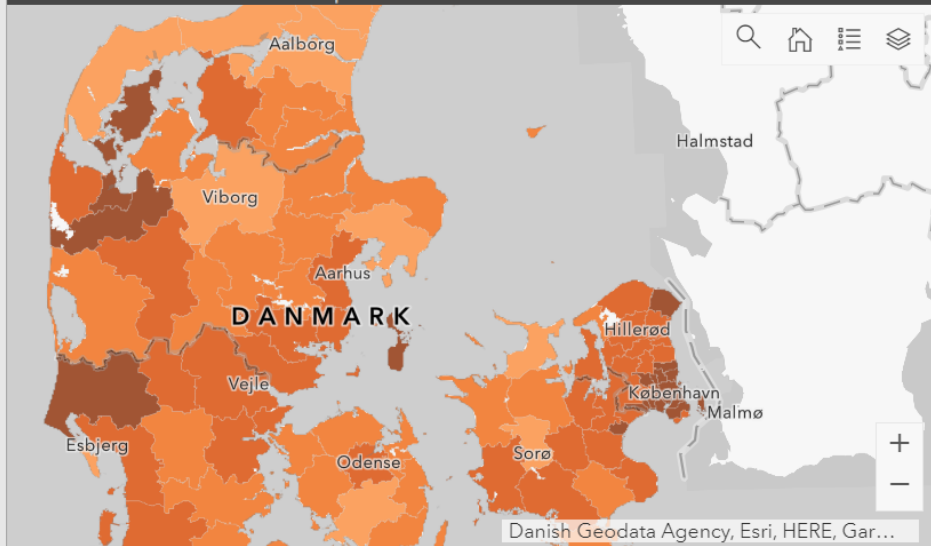 Aalborg
Halmstad
Viborg
Aarhus
DANMARK
Hillerød
Vejle
København
Malmø
Esbjerg
Odense
Sorø
+
−
Danish Geodata Agency, Esri, HERE, Gar...